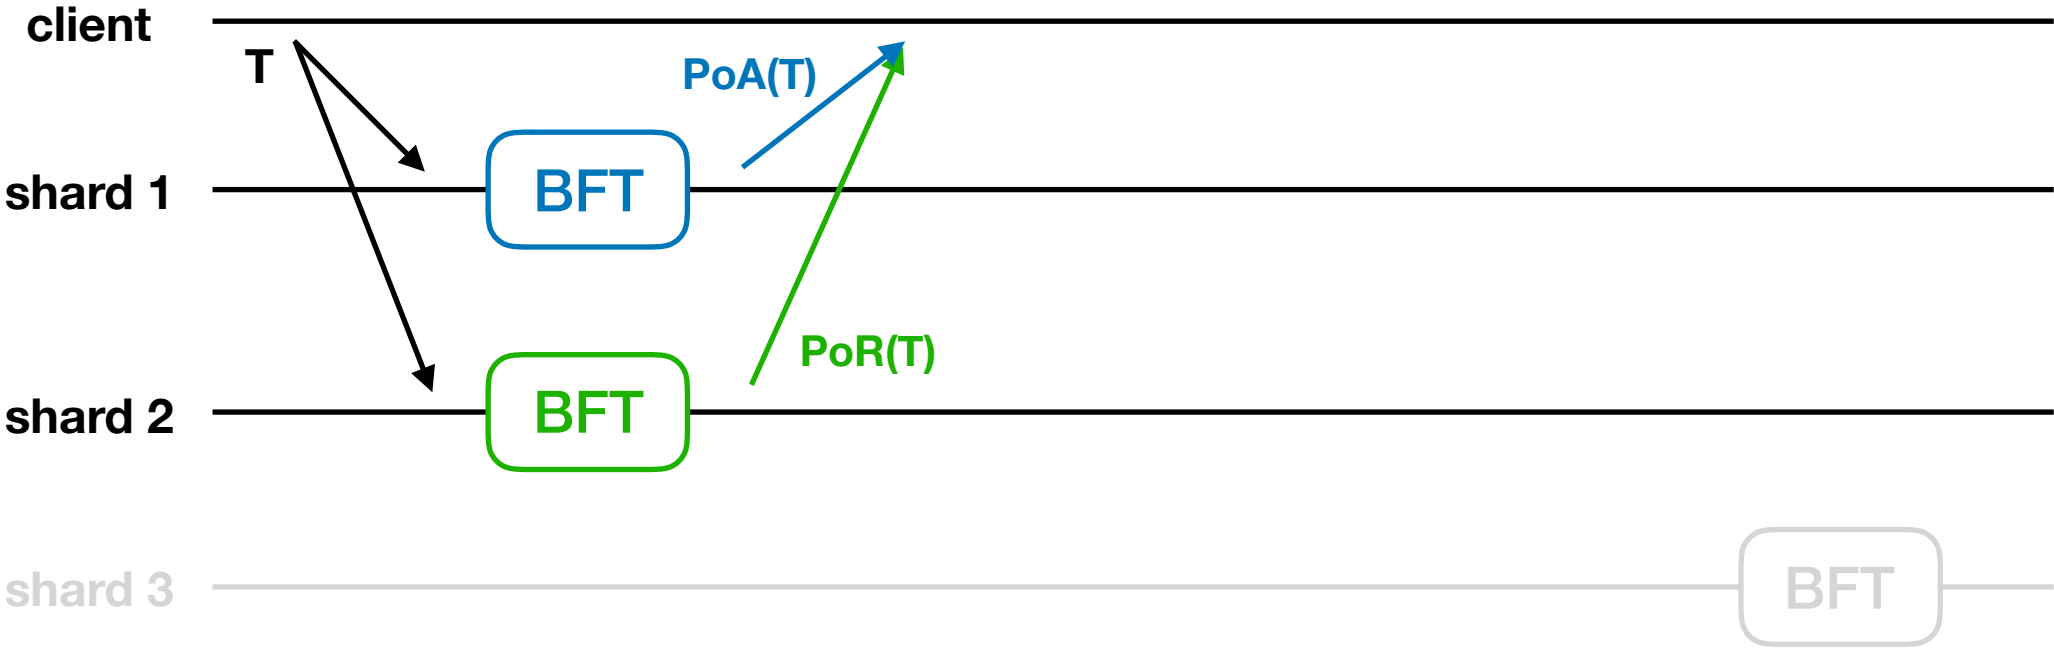 client
T
PoA(T)
shard 1
BFT
PoR(T)
shard 2
BFT
shard 3
BFT